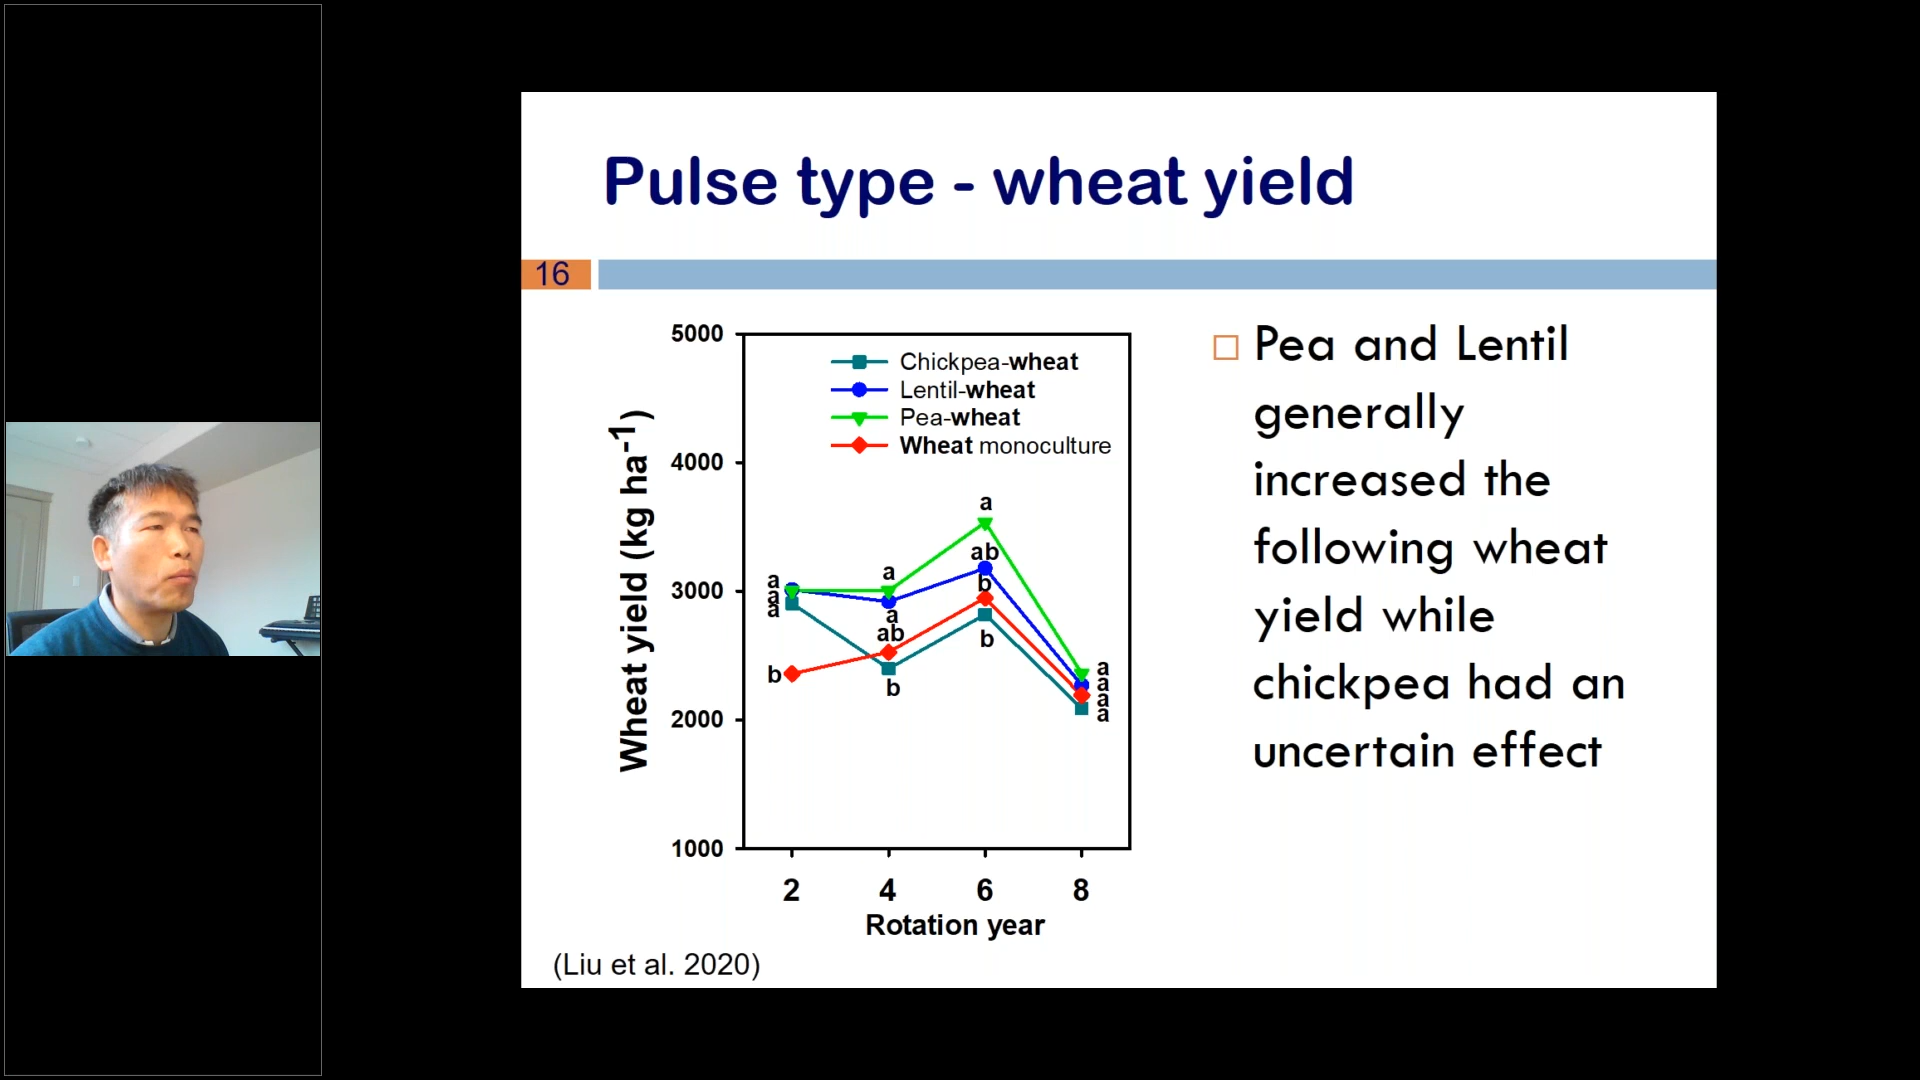 Pulse type - wheat yield
16
5000
4000
3000
2000
1000
Wheat yield (kg ha-1)
Chickpea-wheat
Lentil-wheat
Pea-wheat
Wheat monoculture
a
a
a
b
a
a
ab
b
a
ab
b
b
a
a
a
a
2 4 6 8
Rotation year
(Liu et al. 2020)
Pea and Lentil
generally
increased the
following wheat
yield while
chickpea had an
uncertain effect